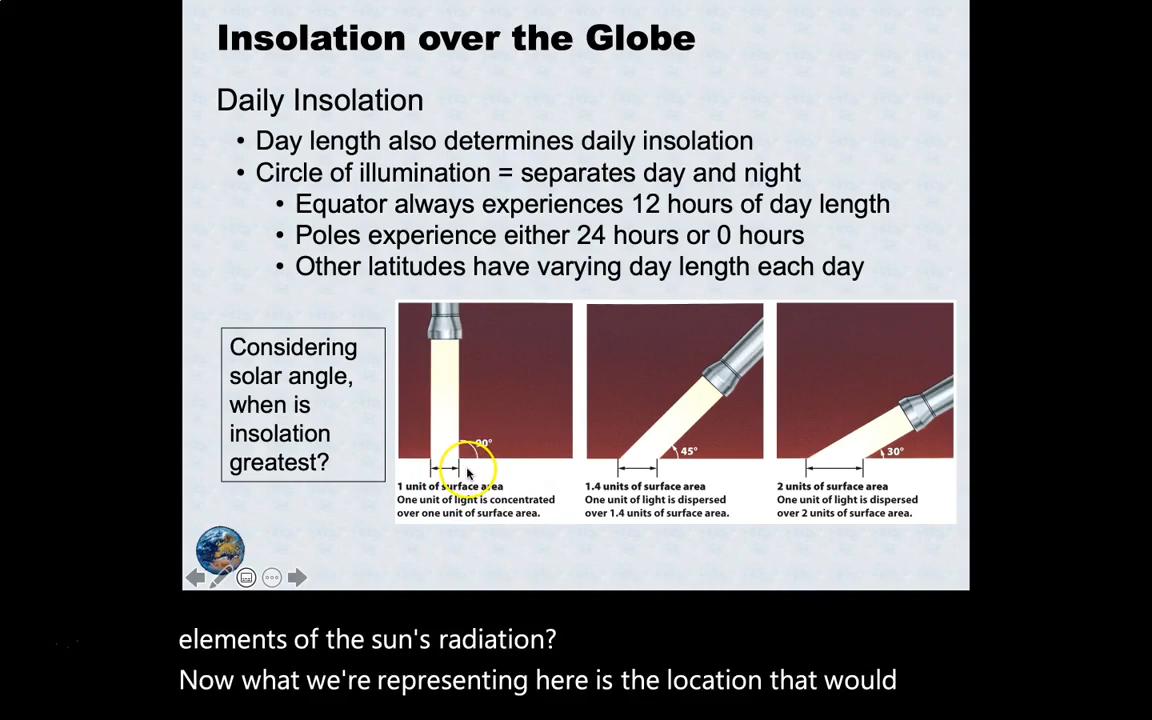 Insolation over the Globe
Daily Insolation
• Day length also determines daily insolation
• Circle of illumination = separates day and night
• Equator always experiences 12 hours of day length
• Poles experience either 24 hours or 0 hours
• Other latitudes have varying day length each day
Considering
solar angle,
when is
insolation
greatest?
90°
1 unit of surface area
One unit of light is concentrated
over one unit of surface area.
45°
1.4 units of surface area
One unit of light is dispersed
over 1.4 units of surface area.
30°
2 units of surface area
One unit of light is dispersed
over 2 units of surface area.
elements of the sun's radiation?
Now what we're representing here is the location that would